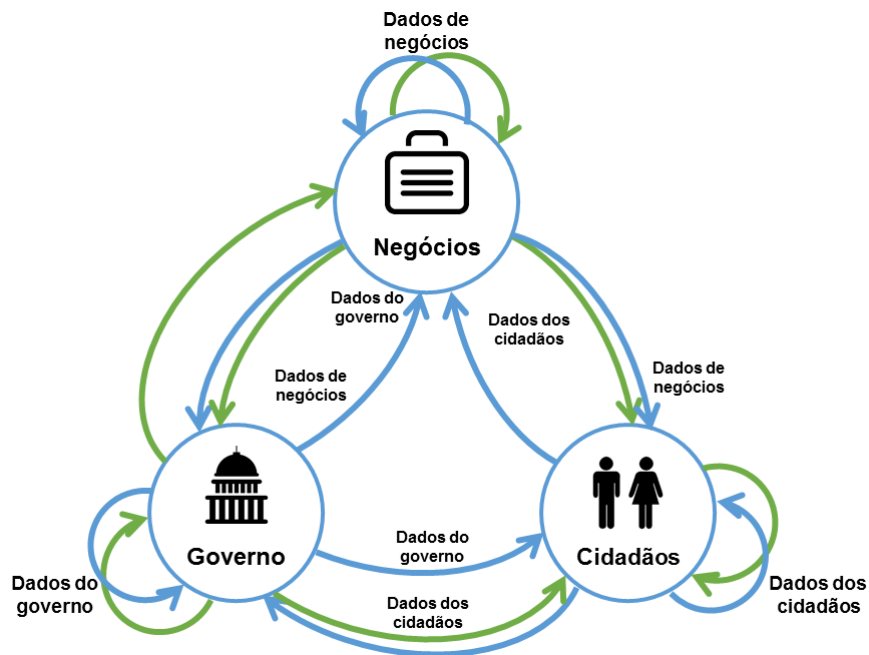 Dados de
negócios
Negócios
Dados do
governo
Dados dos
cidadãos
Dados de
negócios
Dados de
negócios
Governo
Dados do
governo
Cidadãos
Dados do
governo
Dados dos
cidadãos
Dados dos
cidadãos